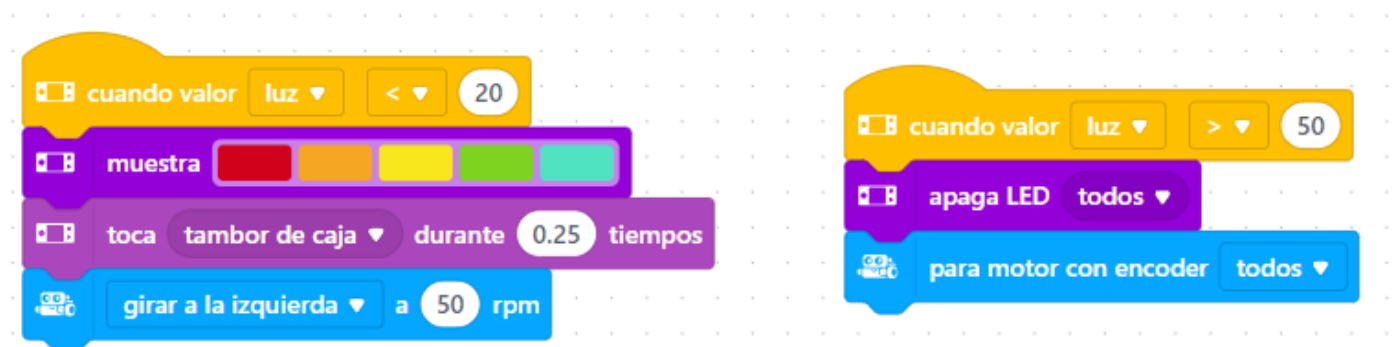 cuando valor luz < 20
muestra
toca tambor de caja durante 0.25 tiempos
girar a la izquierda a 50 rpm
cuando valor luz > 50
apaga LED todos
para motor con encoder todos